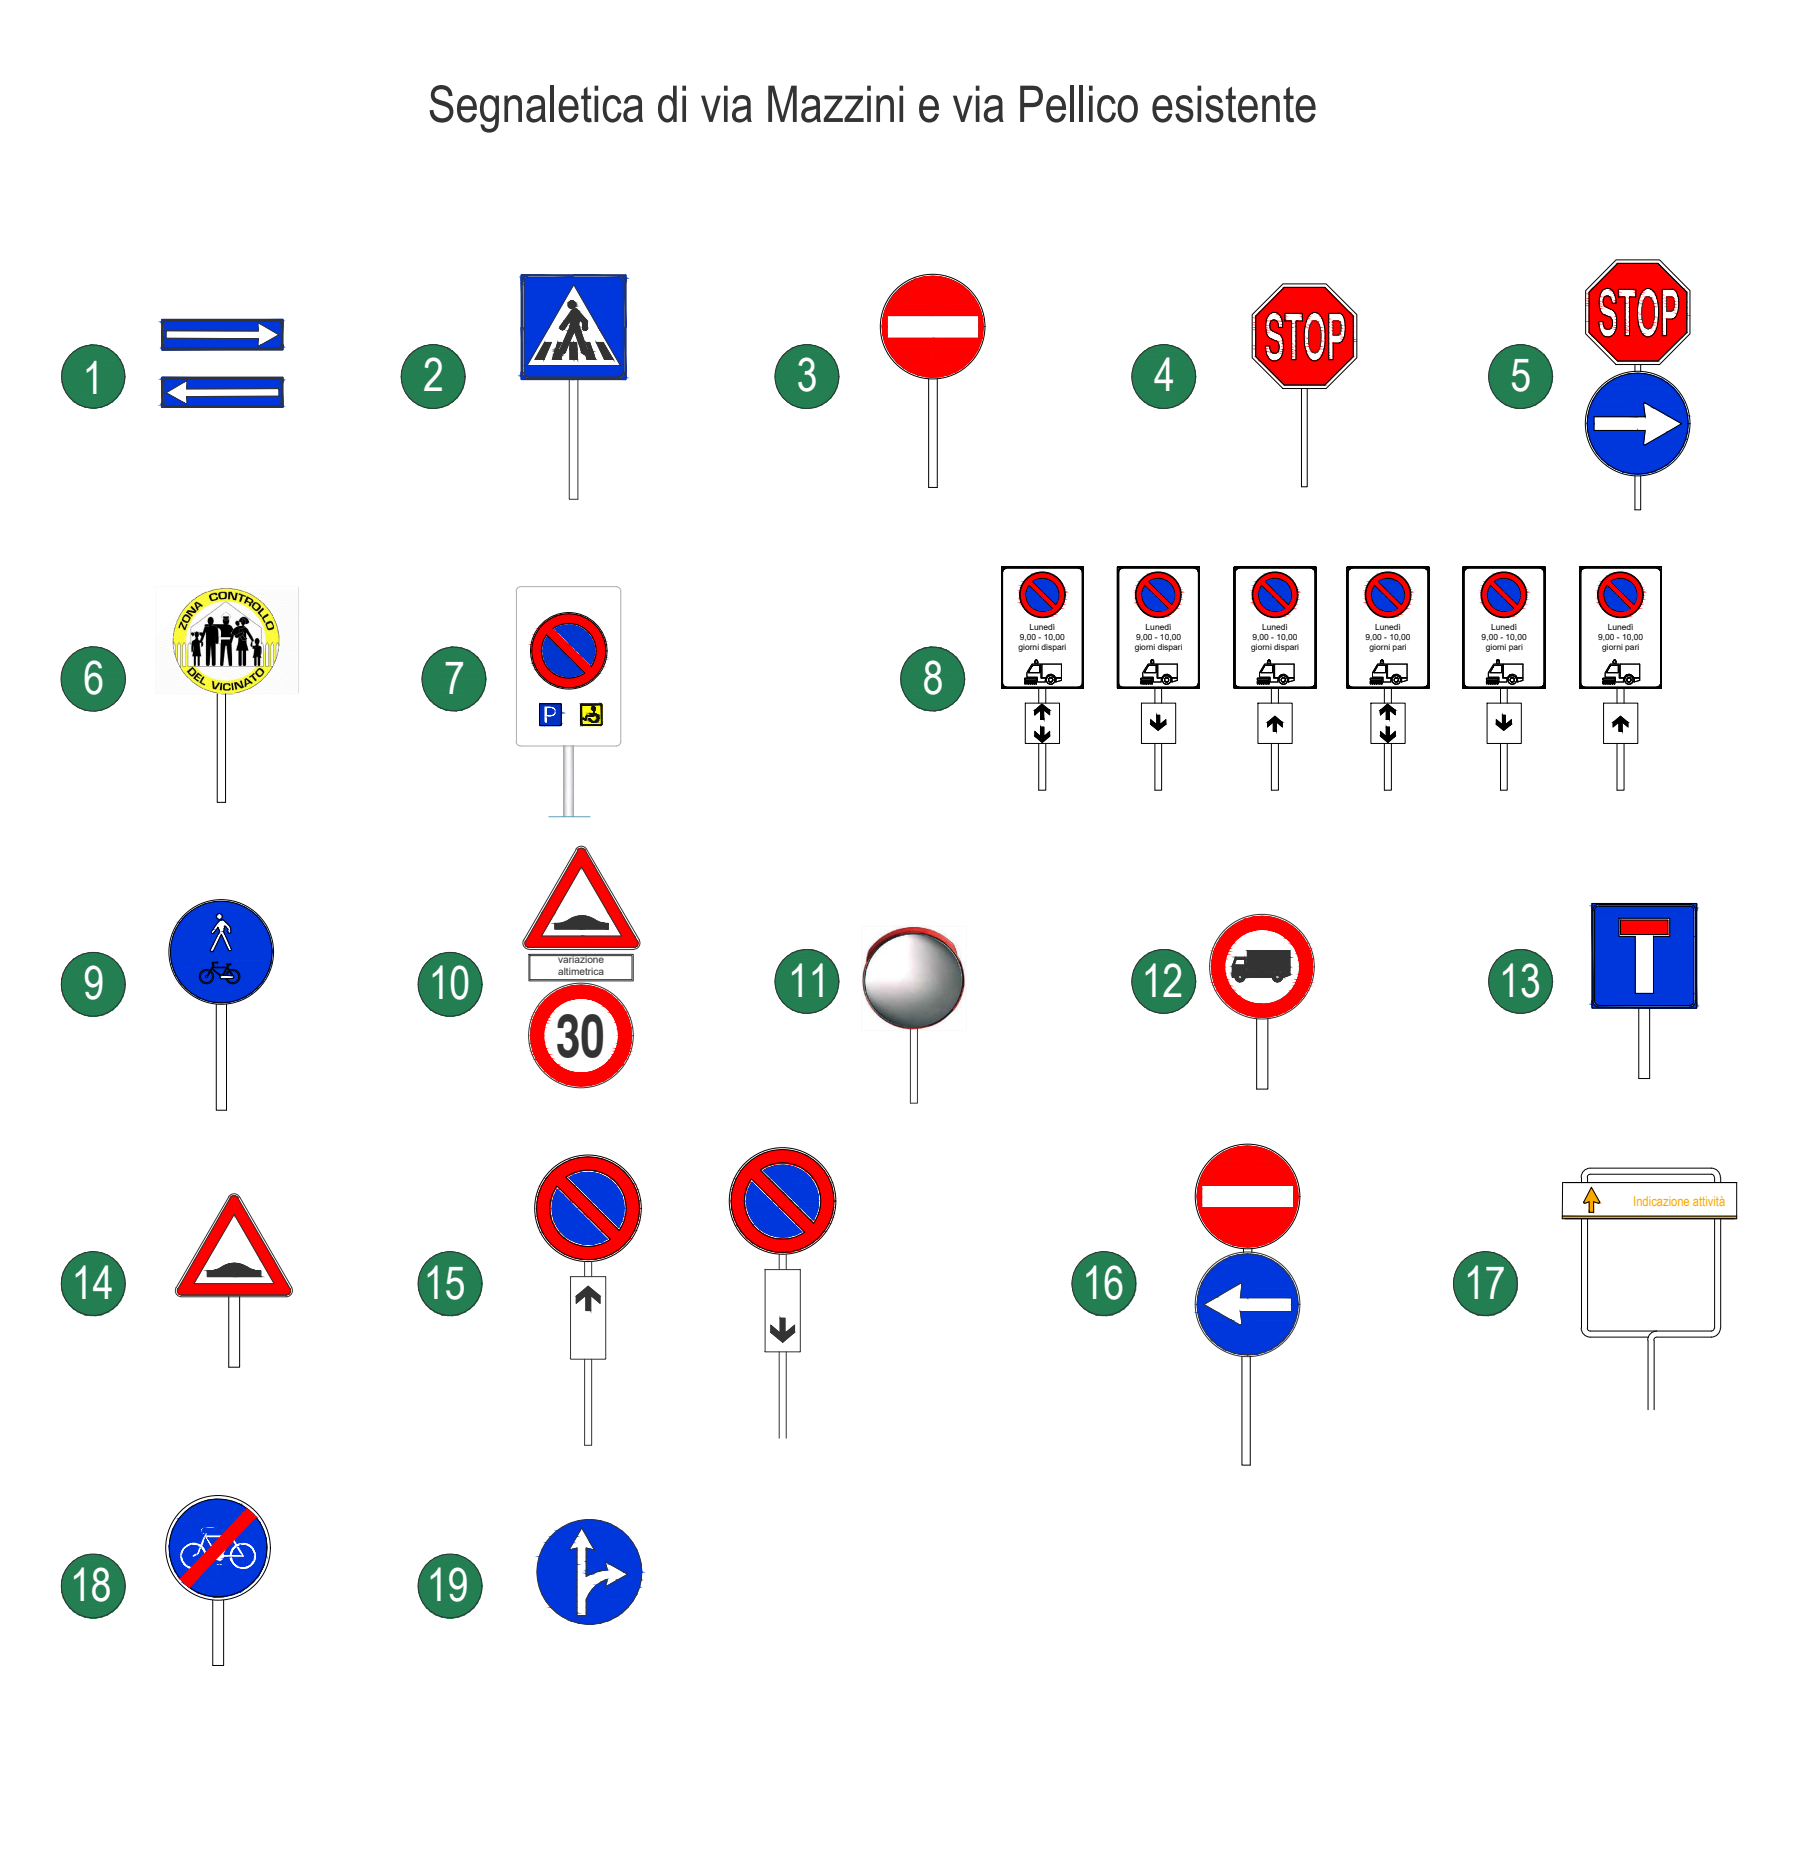 Segnaletica di via Mazzini e via Pellico esistente
1
2
3
4
STOP
5
STOP
6
ZONA CONTROLLO
DEL VICINATO
7
P
8
Lunedì
9,00 - 10,00
giorni dispari
Lunedì
9,00 - 10,00
giorni dispari
Lunedì
9,00 - 10,00
giorni dispari
Lunedì
9,00 - 10,00
giorni pari
Lunedì
9,00 - 10,00
giorni pari
Lunedì
9,00 - 10,00
giorni pari
9
10
variazione
altimetrica
30
11
12
13
14
15
16
17
Indicazione attività
18
19